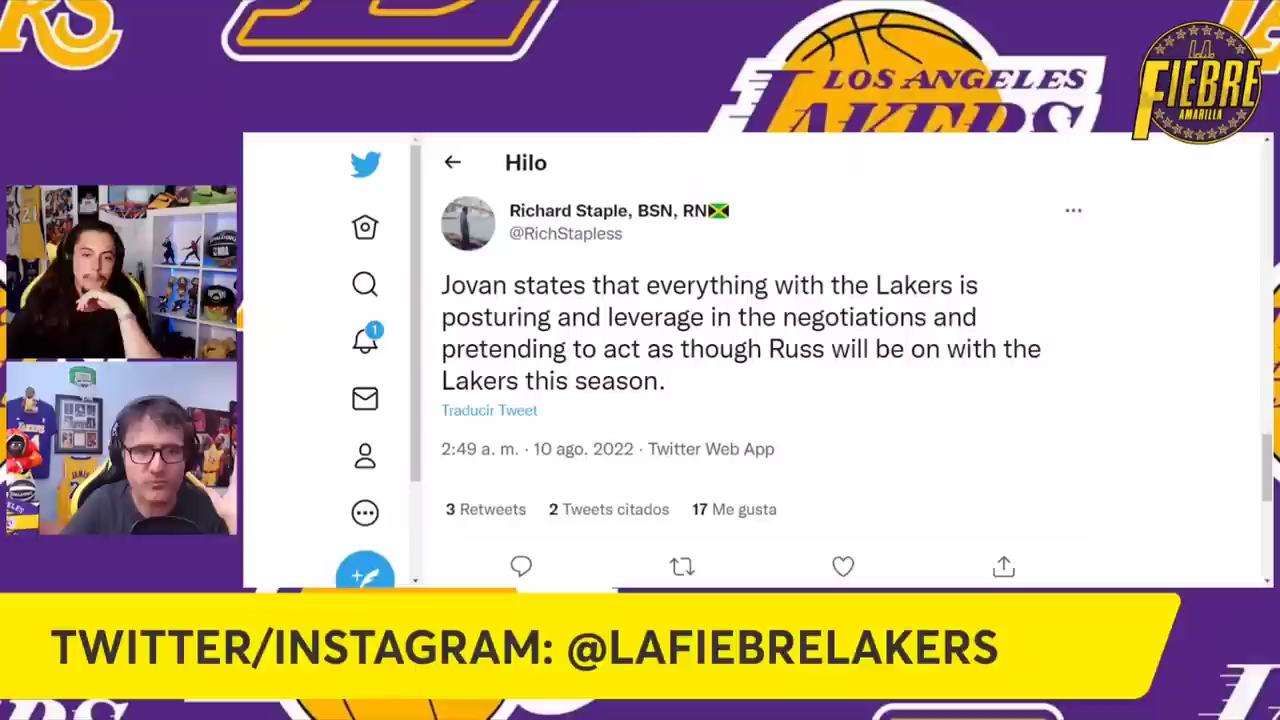 LOS ANGELES
LAKERS
L.A.
FIEBRE
AMARILLA
Hilo
Richard Staple, BSN, RN
@RichStapless
Jovan states that everything with the Lakers is
posturing and leverage in the negotiations and
pretending to act as though Russ will be on with the
Lakers this season.
Traducir Tweet
2:49 a. m. · 10 ago. 2022 · Twitter Web App
3 Retweets 2 Tweets citados 17 Me gusta
1
TWITTER/INSTAGRAM: @LAFIEBRELAKERS